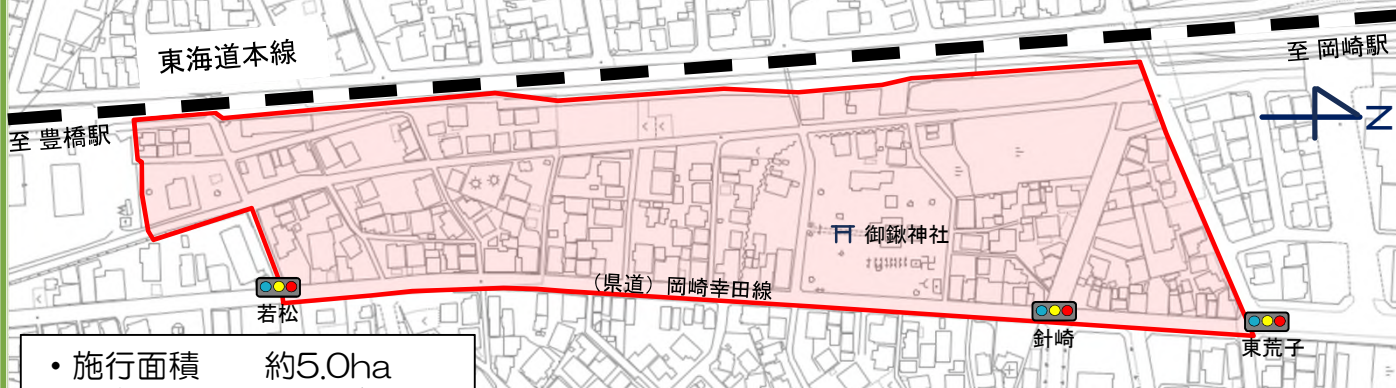 東海道本線
至 岡崎駅
至 豊橋駅
N
御鍬神社
(県道) 岡崎幸田線
若松
針崎
東荒子
・施行面積 約5.0ha